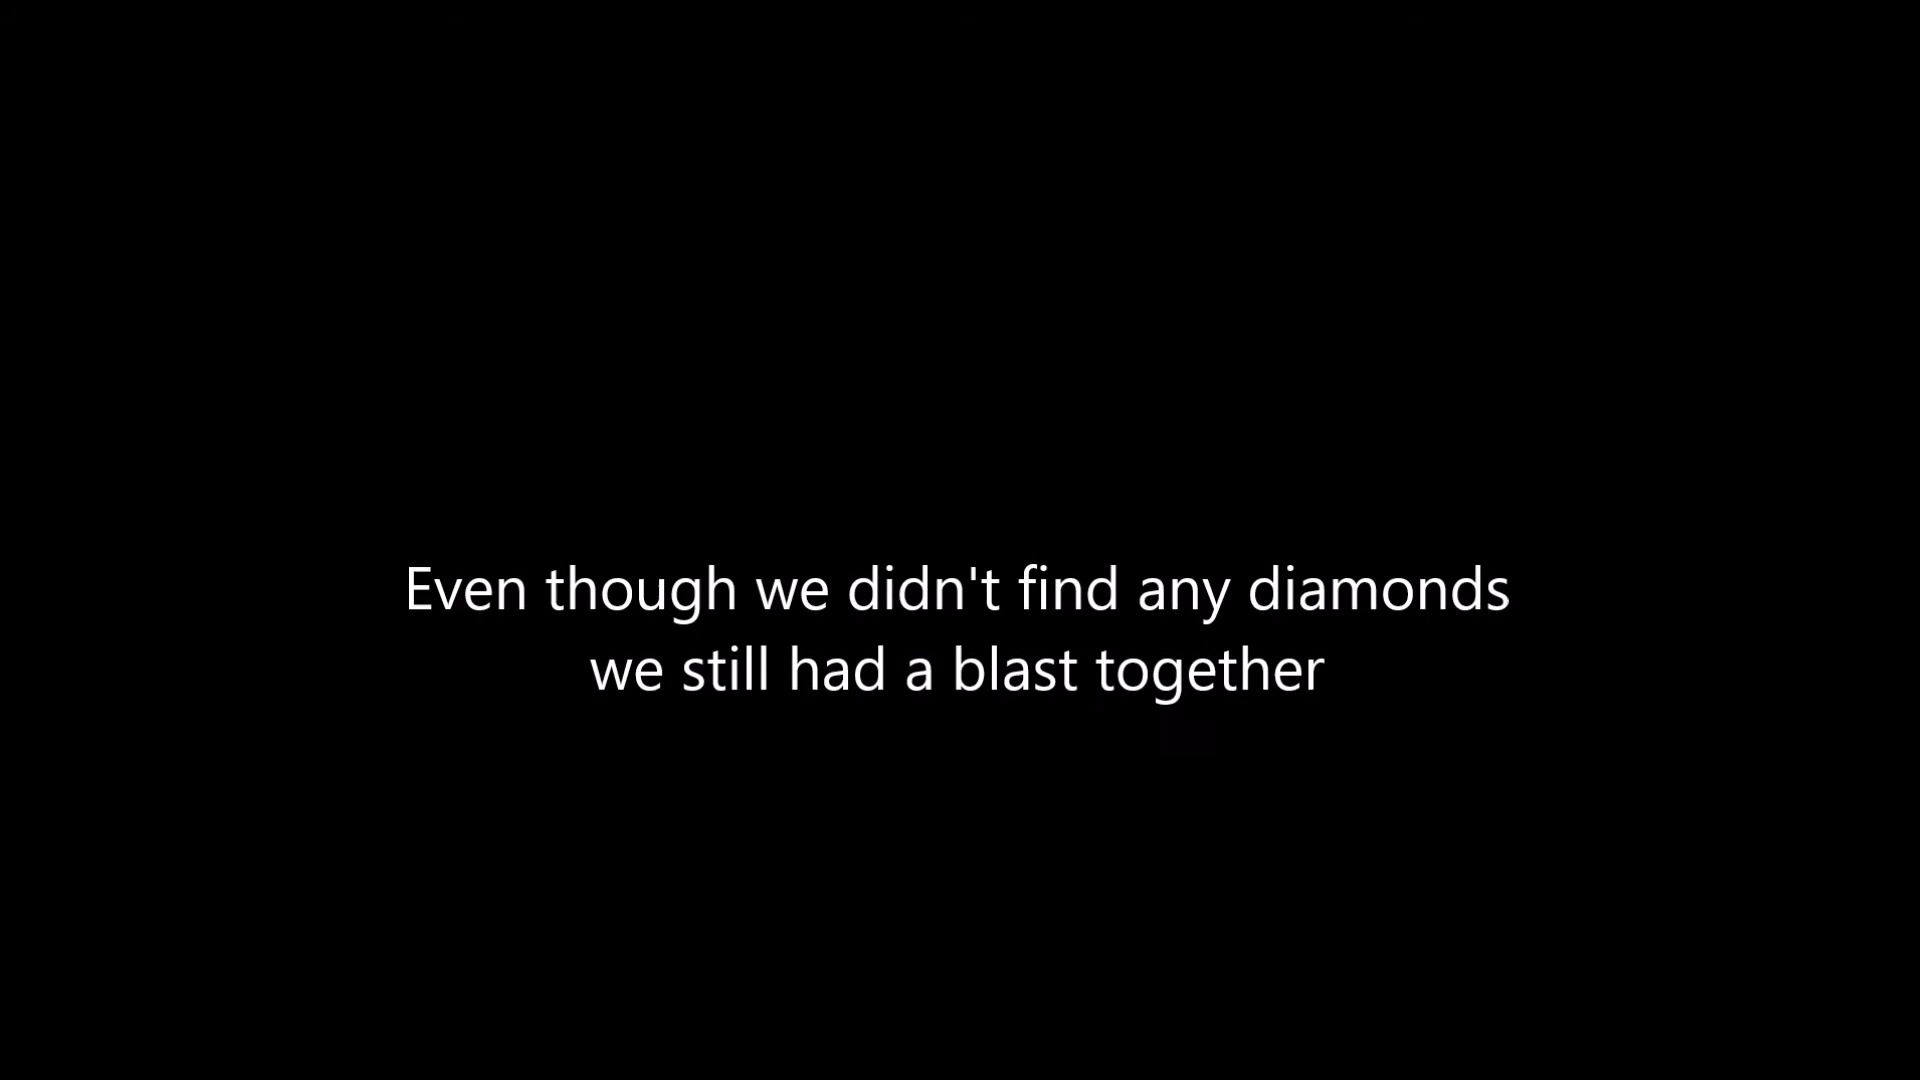 Even though we didn't find any diamonds
we still had a blast together